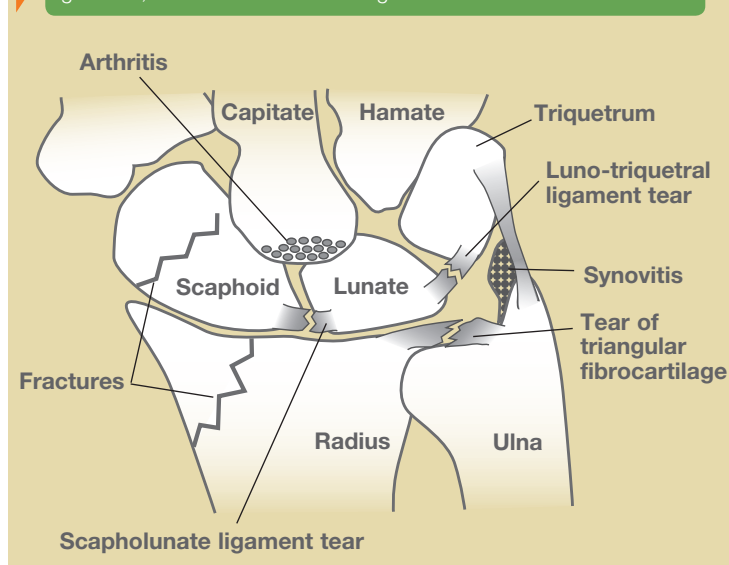 Arthritis
Capitate
Hamate
Triquetrum
Luno-triquetral
ligament tear
Scaphoid
Lunate
Synovitis
Tear of
triangular
fibrocartilage
Fractures
Radius
Ulna
Scapholunate ligament tear